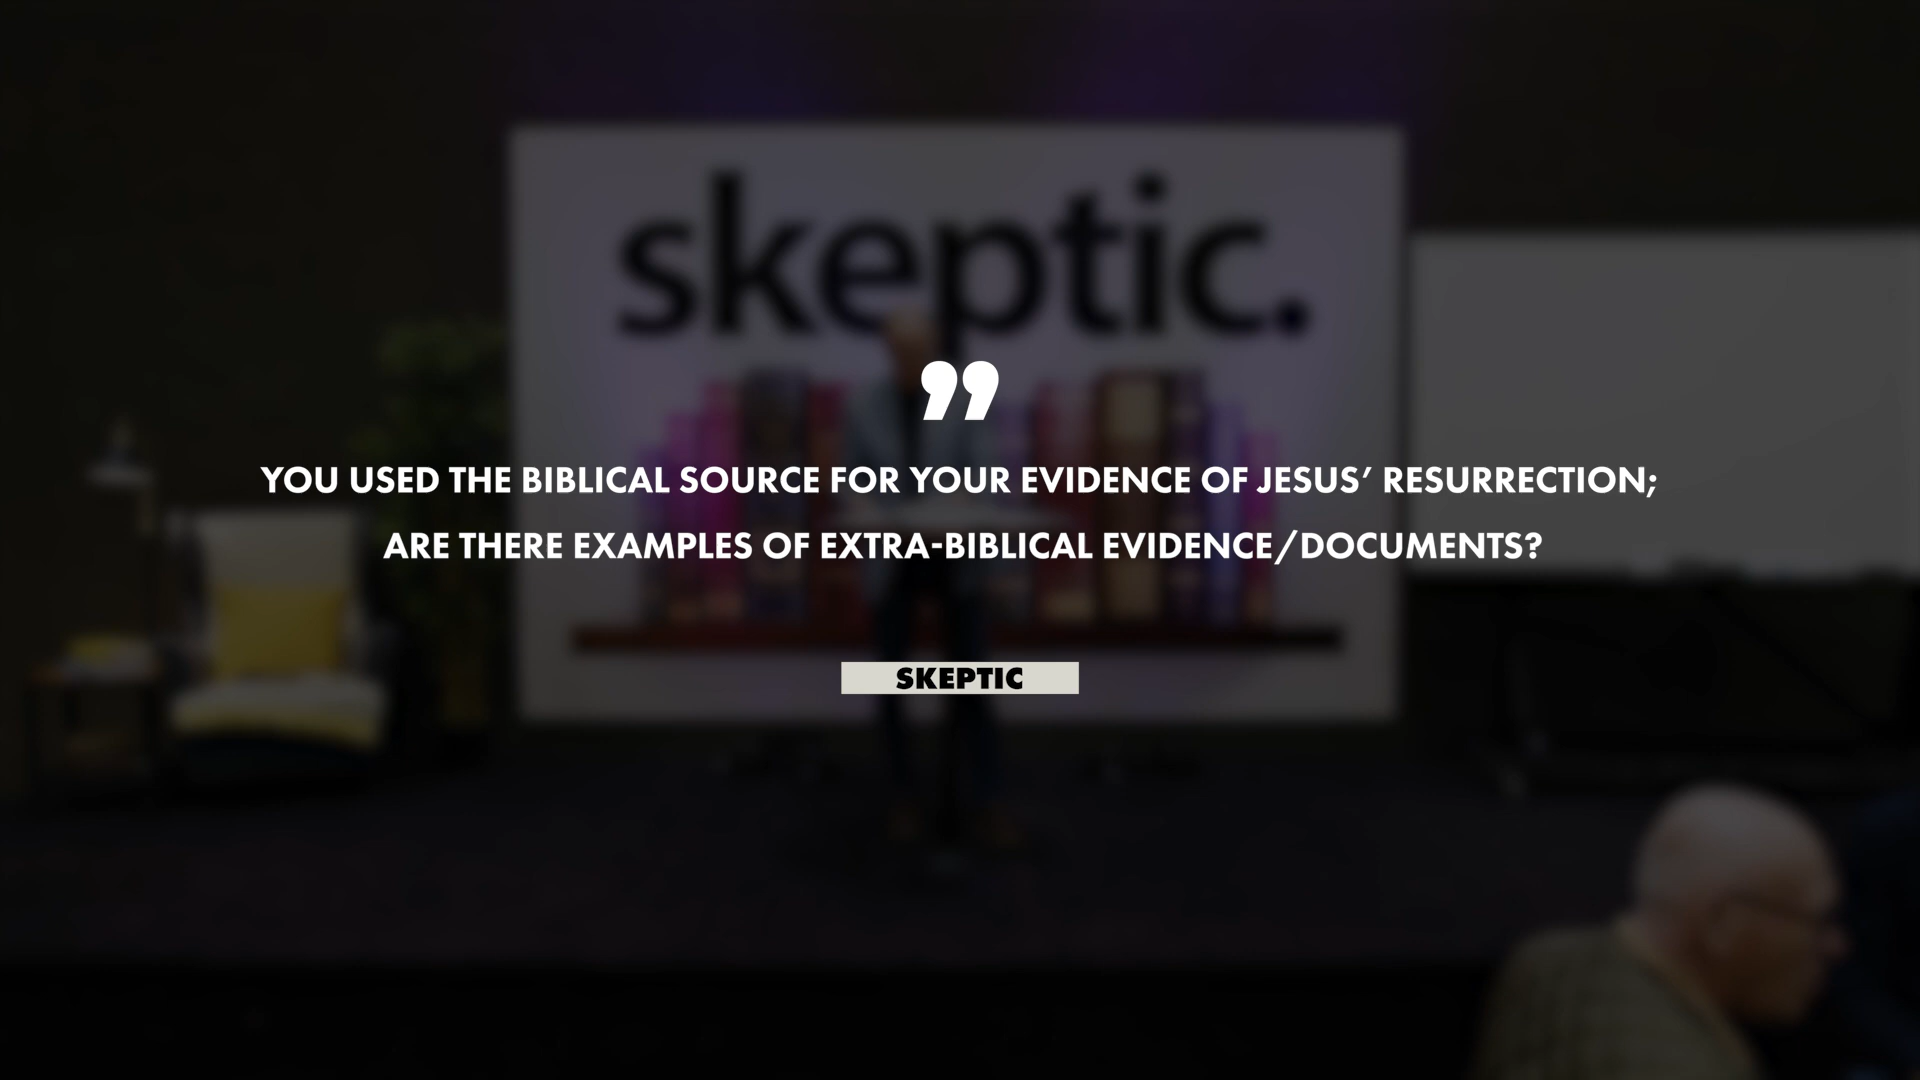 skeptic.
”
YOU USED THE BIBLICAL SOURCE FOR YOUR EVIDENCE OF JESUS’ RESURRECTION;
ARE THERE EXAMPLES OF EXTRA-BIBLICAL EVIDENCE/DOCUMENTS?
SKEPTIC